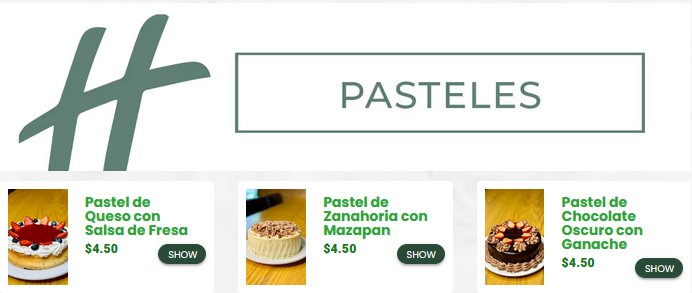 H
PASTELES
Pastel de
Queso con
Salsa de Fresa
$4.50
SHOW
Pastel de
Zanahoria con
Mazapan
$4.50
SHOW
Pastel de
Chocolate
Oscuro con
Ganache
$4.50
SHOW